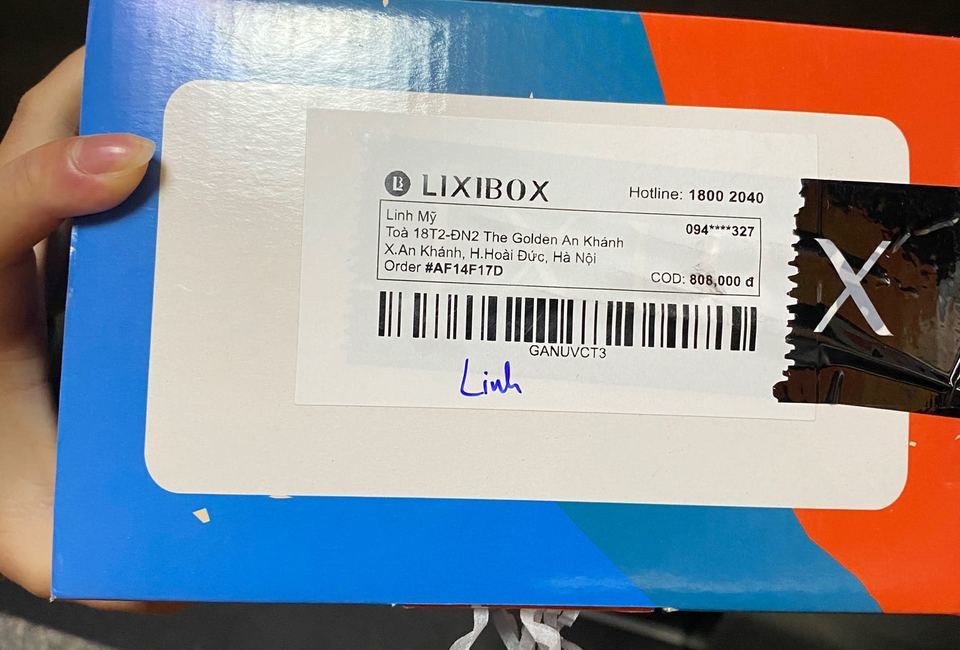 LIXIBOX
Hotline: 1800 2040
Linh Mỹ
094****327
Toà 18T2-ĐN2 The Golden An Khánh
X.An Khánh, H.Hoài Đức, Hà Nội
Order #AF14F17D
COD: 808,000 đ
GANUVCT3
Linh
X